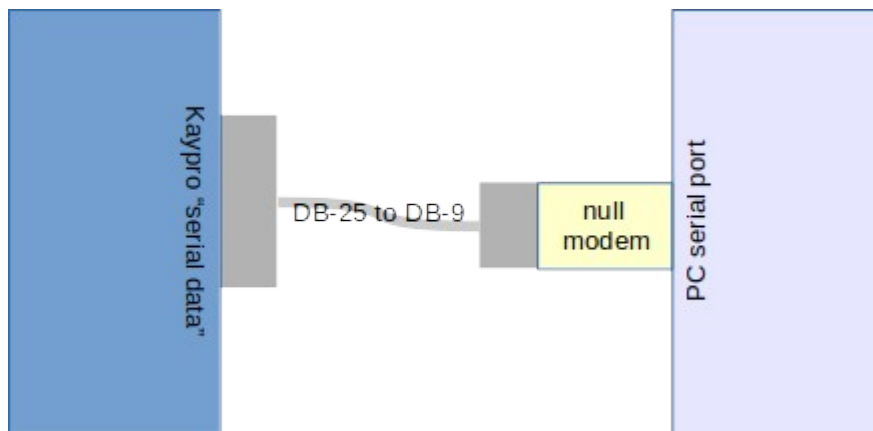 Kaypro “serial data”
DB-25 to DB-9
null
modem
PC serial port